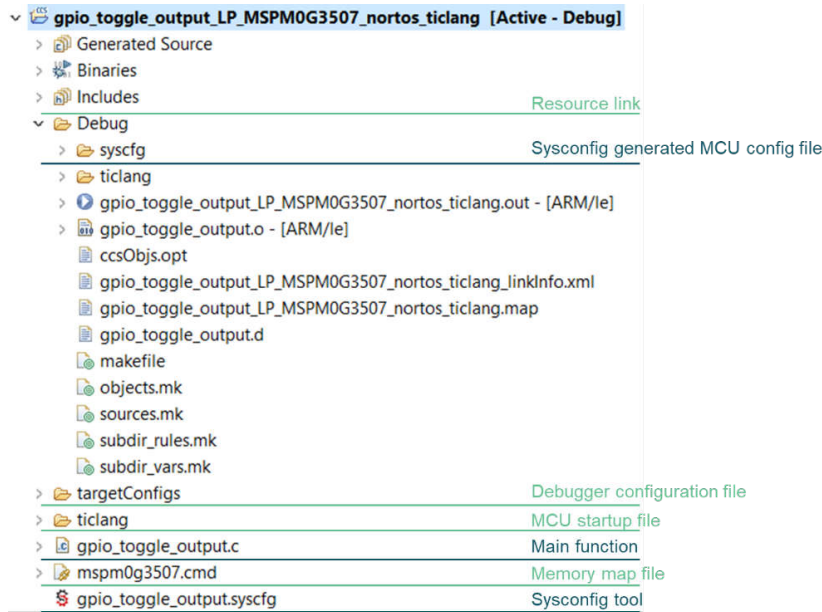 gpio_toggle_output_LP_MSPM0G3507_nortos_ticlang [Active - Debug]
Generated Source
Binaries
Includes
Resource link
Debug
syscfg
Sysconfig generated MCU config file
ticlang
gpio_toggle_output_LP_MSPM0G3507_nortos_ticlang.out - [ARM/le]
gpio_toggle_output.o - [ARM/le]
ccsObjs.opt
gpio_toggle_output_LP_MSPM0G3507_nortos_ticlang_linkInfo.xml
gpio_toggle_output_LP_MSPM0G3507_nortos_ticlang.map
gpio_toggle_output.d
makefile
objects.mk
sources.mk
subdir_rules.mk
subdir_vars.mk
targetConfigs Debugger configuration file
ticlang MCU startup file
gpio_toggle_output.c Main function
mspm0g3507.cmd Memory map file
gpio_toggle_output.syscfg Sysconfig tool